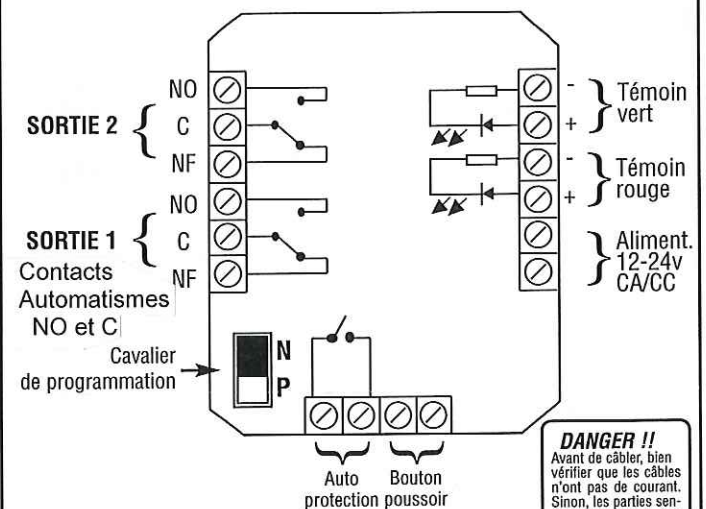 NO
SORTIE 2
C
NF
NO
SORTIE 1
C
NF
Contacts
Automatismes
NO et C
Cavalier
de programmation
N
P
-
+
Témoin
vert
-
+
Témoin
rouge
Aliment.
12-24v
CA/CC
Auto
protection
Bouton
poussoir
DANGER !!
Avant de câbler, bien
vérifier que les câbles
n'ont pas de courant.
Sinon, les parties sen-